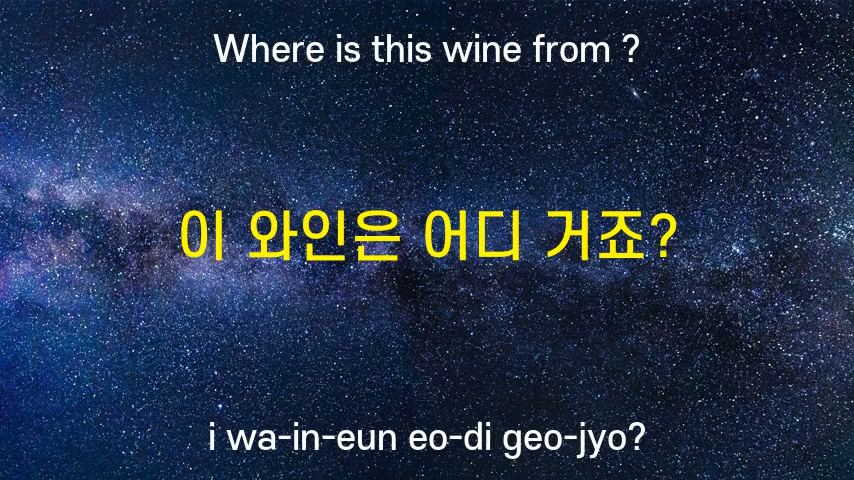 Where is this wine from ?
이 와인은 어디 거죠?
i wa-in-eun eo-di geo-jyo?